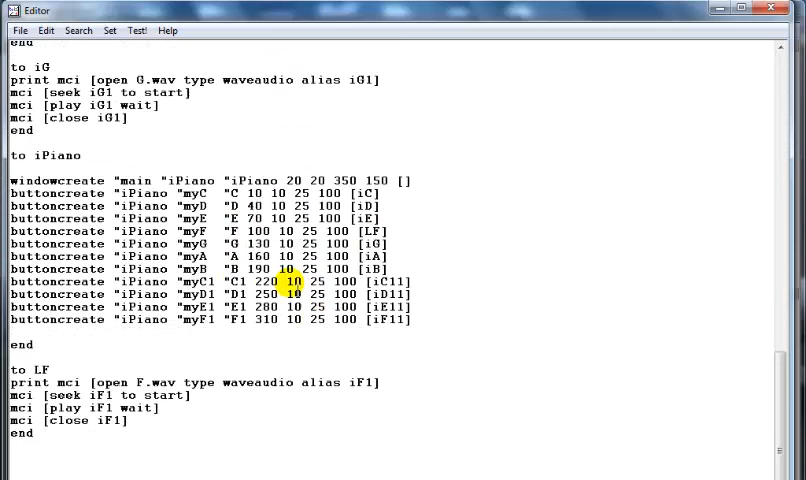 Editor
File Edit Search Set Test! Help
end
to iG
print mci [open G.wav type waveaudio alias iG1]
mci [seek iG1 to start]
mci [play iG1 wait]
mci [close iG1]
end
to iPiano
windowcreate "main "iPiano "iPiano 20 20 350 150 []
buttoncreate "iPiano "myC "C 10 10 25 100 [iC]
buttoncreate "iPiano "myD "D 40 10 25 100 [iD]
buttoncreate "iPiano "myE "E 70 10 25 100 [iE]
buttoncreate "iPiano "myF "F 100 10 25 100 [LF]
buttoncreate "iPiano "myG "G 130 10 25 100 [iG]
buttoncreate "iPiano "myA "A 160 10 25 100 [iA]
buttoncreate "iPiano "myB "B 190 10 25 100 [iB]
buttoncreate "iPiano "myC1 "C1 220 10 25 100 [iC11]
buttoncreate "iPiano "myD1 "D1 250 10 25 100 [iD11]
buttoncreate "iPiano "myE1 "E1 280 10 25 100 [iE11]
buttoncreate "iPiano "myF1 "F1 310 10 25 100 [iF11]
end
to LF
print mci [open F.wav type waveaudio alias iF1]
mci [seek iF1 to start]
mci [play iF1 wait]
mci [close iF1]
end